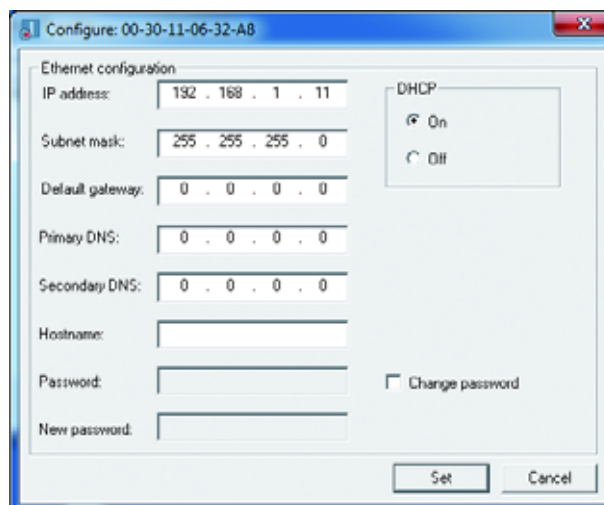 Configure: 00-30-11-06-32-A8
Ethernet configuration
IP address: 192 . 168 . 1 . 11
DHCP
On
Subnet mask: 255 . 255 . 255 . 0
Off
Default gateway: 0 . 0 . 0 . 0
Primary DNS: 0 . 0 . 0 . 0
Secondary DNS: 0 . 0 . 0 . 0
Hostname:
Password:
Change password
New password:
Set Cancel